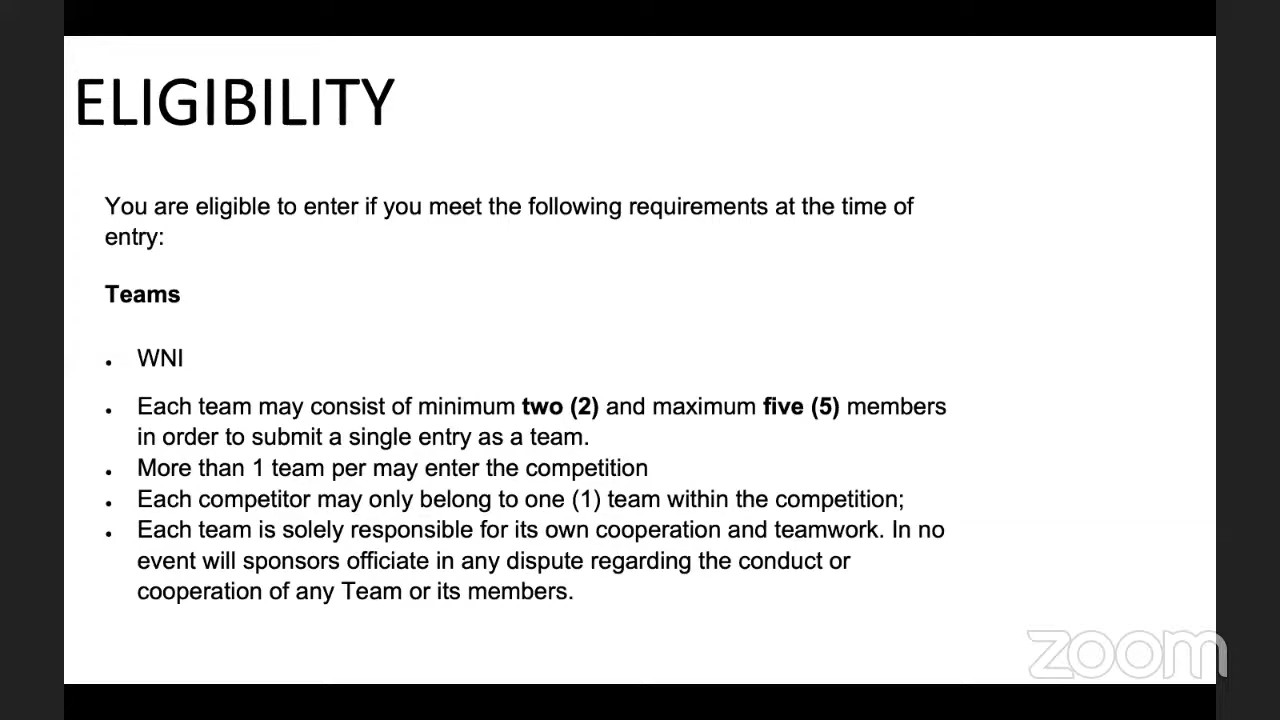 ELIGIBILITY
You are eligible to enter if you meet the following requirements at the time of
entry:
Teams
• WNI
• Each team may consist of minimum two (2) and maximum five (5) members
in order to submit a single entry as a team.
• More than 1 team per may enter the competition
• Each competitor may only belong to one (1) team within the competition;
• Each team is solely responsible for its own cooperation and teamwork. In no
event will sponsors officiate in any dispute regarding the conduct or
cooperation of any Team or its members.
zoom